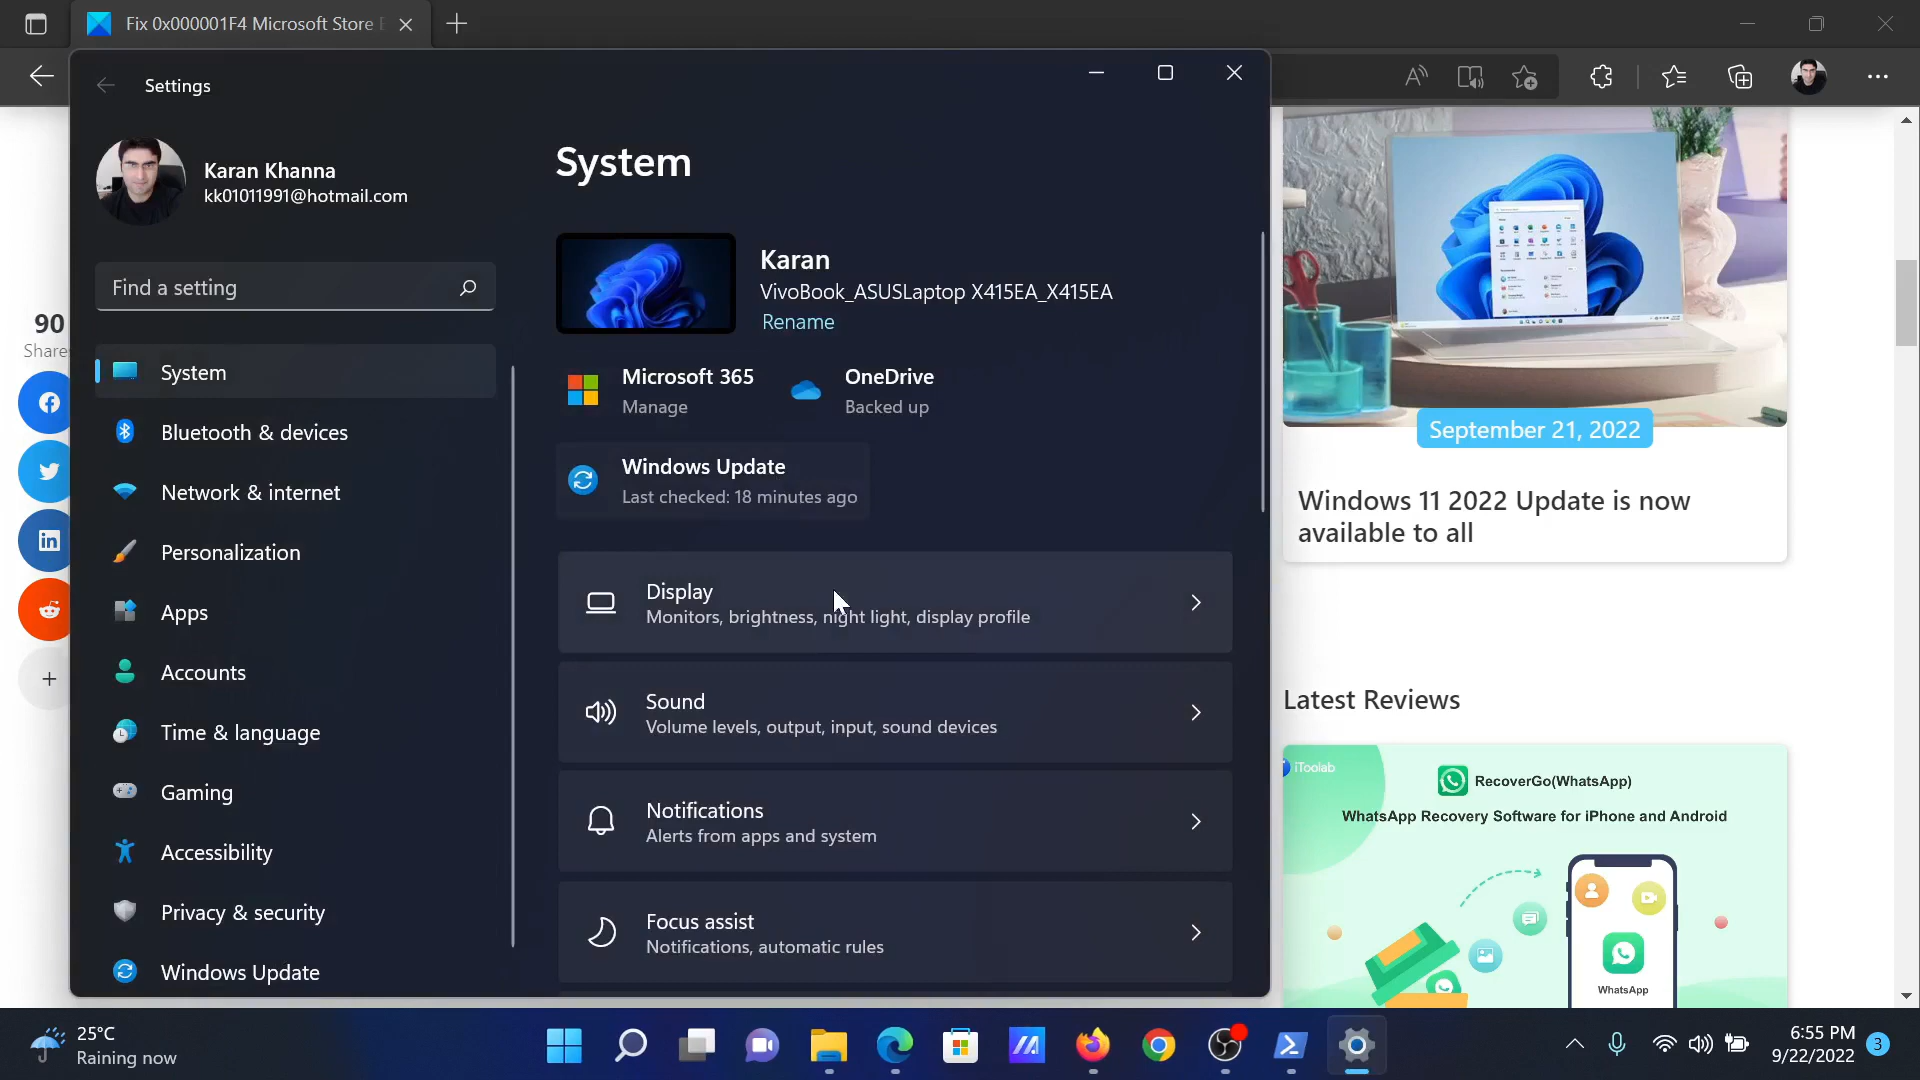 Fix 0x000001F4 Microsoft Store
Settings
Karan Khanna
kk01011991@hotmail.com
Find a setting
System
Bluetooth & devices
Network & internet
Personalization
Apps
Accounts
Time & language
Gaming
Accessibility
Privacy & security
Windows Update
System
Karan
VivoBook_ASUSLaptop X415EA_X415EA
Rename
Microsoft 365
Manage
OneDrive
Backed up
Windows Update
Last checked: 18 minutes ago
Display
Monitors, brightness, night light, display profile
Sound
Volume levels, output, input, sound devices
Notifications
Alerts from apps and system
Focus assist
Notifications, automatic rules
90
Share
September 21, 2022
Windows 11 2022 Update is now
available to all
Latest Reviews
iToolab
RecoverGo(WhatsApp)
WhatsApp Recovery Software for iPhone and Android
WhatsApp
25°C
Raining now
6:55 PM
9/22/2022
3